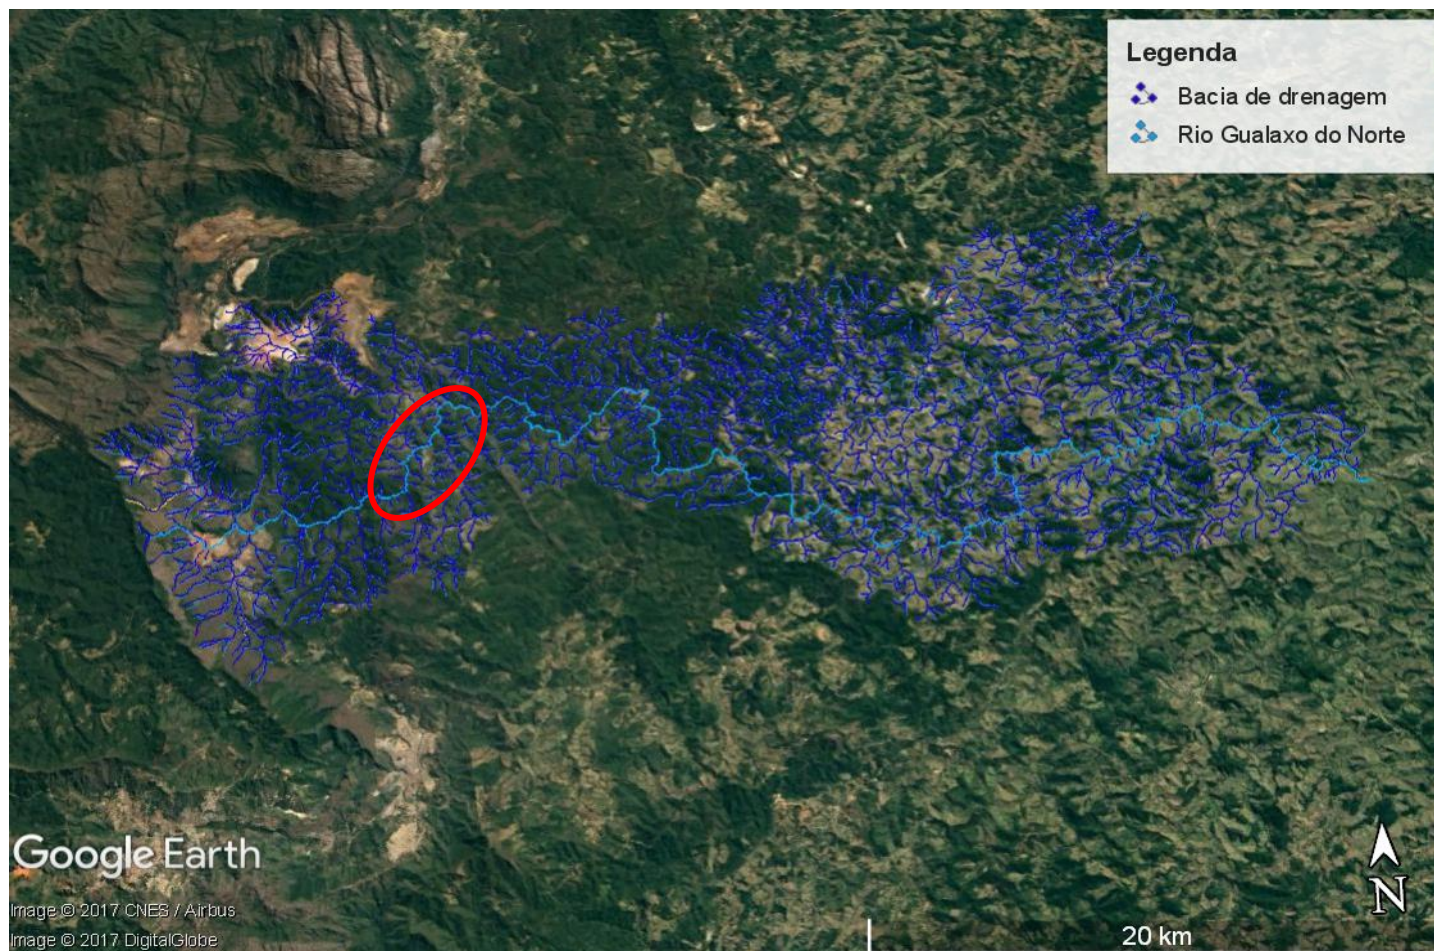 Legenda
Bacia de drenagem
Rio Gualaxo do Norte
Google Earth
N
Image © 2017 CNES / Airbus
Image © 2017 DigitalGlobe
20 km